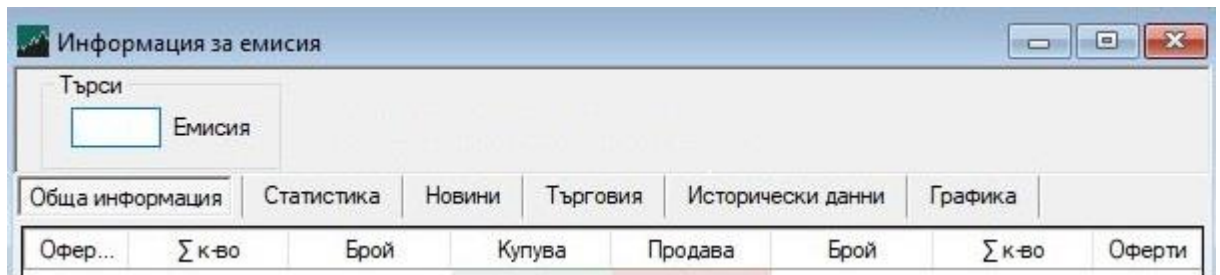 Информация за емисия
Търси
Емисия
Обща информация Статистика Новини Търговия Исторически данни Графика
Офер... ∑ к-во Брой Купува Продава Брой ∑ к-во Оферти